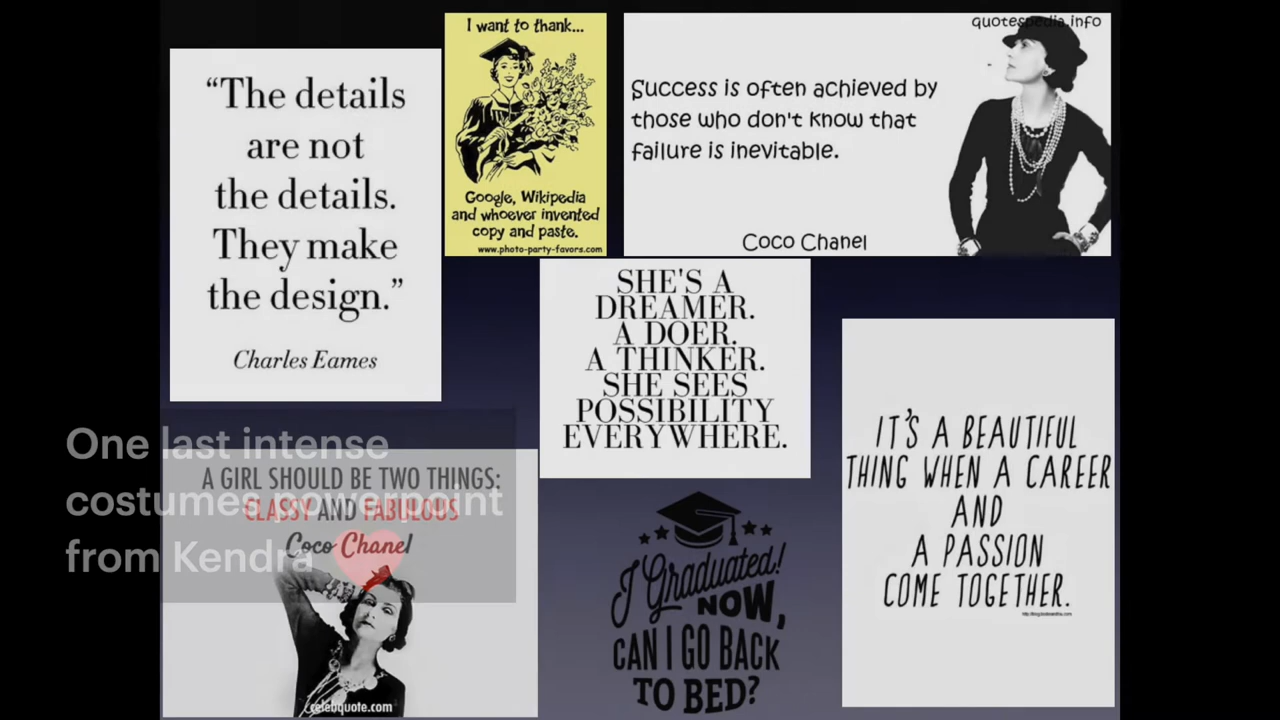 “The details
are not
the details.
They make
the design.”
Charles Eames
I want to thank...
Google, Wikipedia
and whoever invented
copy and paste.
www.photo-party-favors.com
quotespedia.info
Success is often achieved by
those who don't know that
failure is inevitable.
Coco Chanel
SHE'S A
DREAMER.
A DOER.
A THINKER.
SHE SEES
POSSIBILITY
EVERYWHERE.
One last intense
costumes powerpoint
from Kendra
A GIRL SHOULD BE TWO THINGS:
CLASSY AND FABULOUS
Coco Chanel
celebquote.com
I Graduated!
NOW,
CAN I GO BACK
TO BED?
IT'S A BEAUTIFUL
THING WHEN A CAREER
AND
A PASSION
COME TOGETHER.